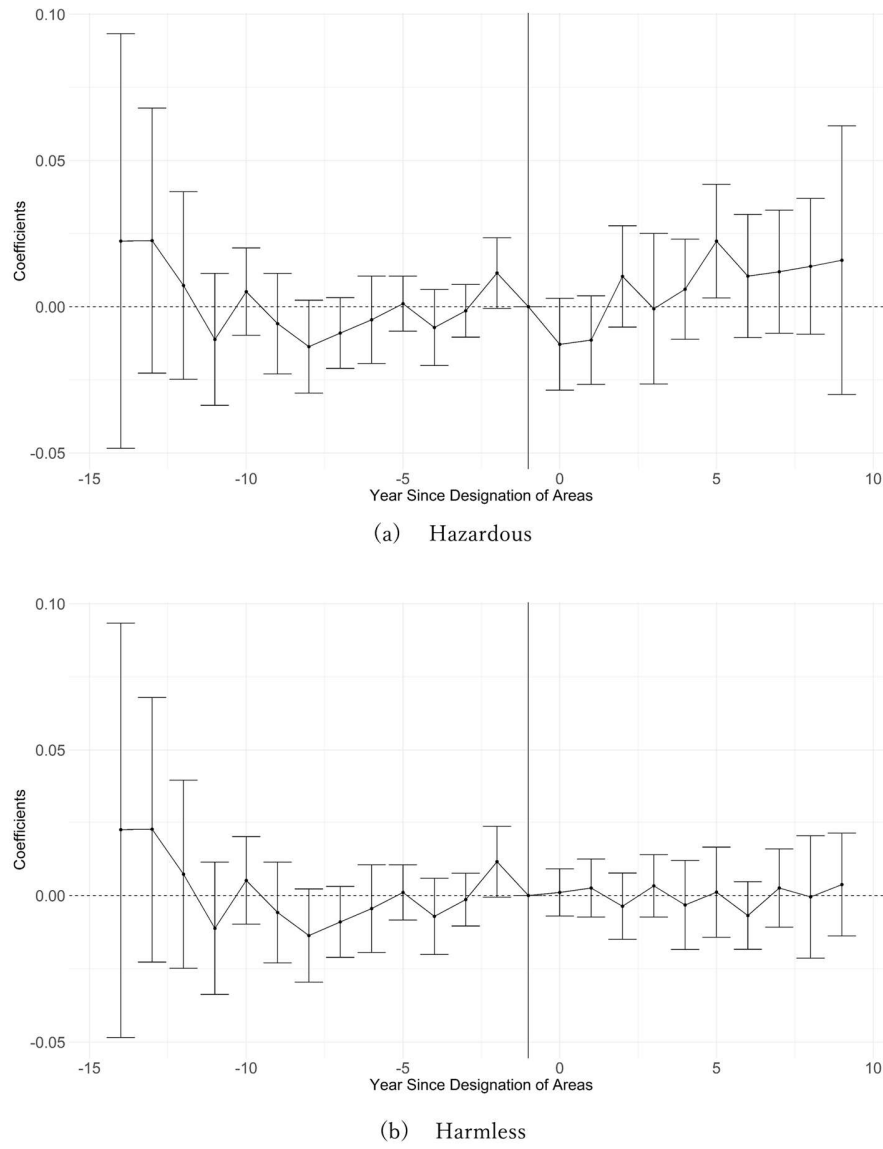 0.10
0.05
0.00
-0.05
Coefficients
-15 -10 -5 0 5 10
Year Since Designation of Areas
(a) Hazardous
0.10
0.05
0.00
-0.05
Coefficients
-15 -10 -5 0 5 10
Year Since Designation of Areas
(b) Harmless